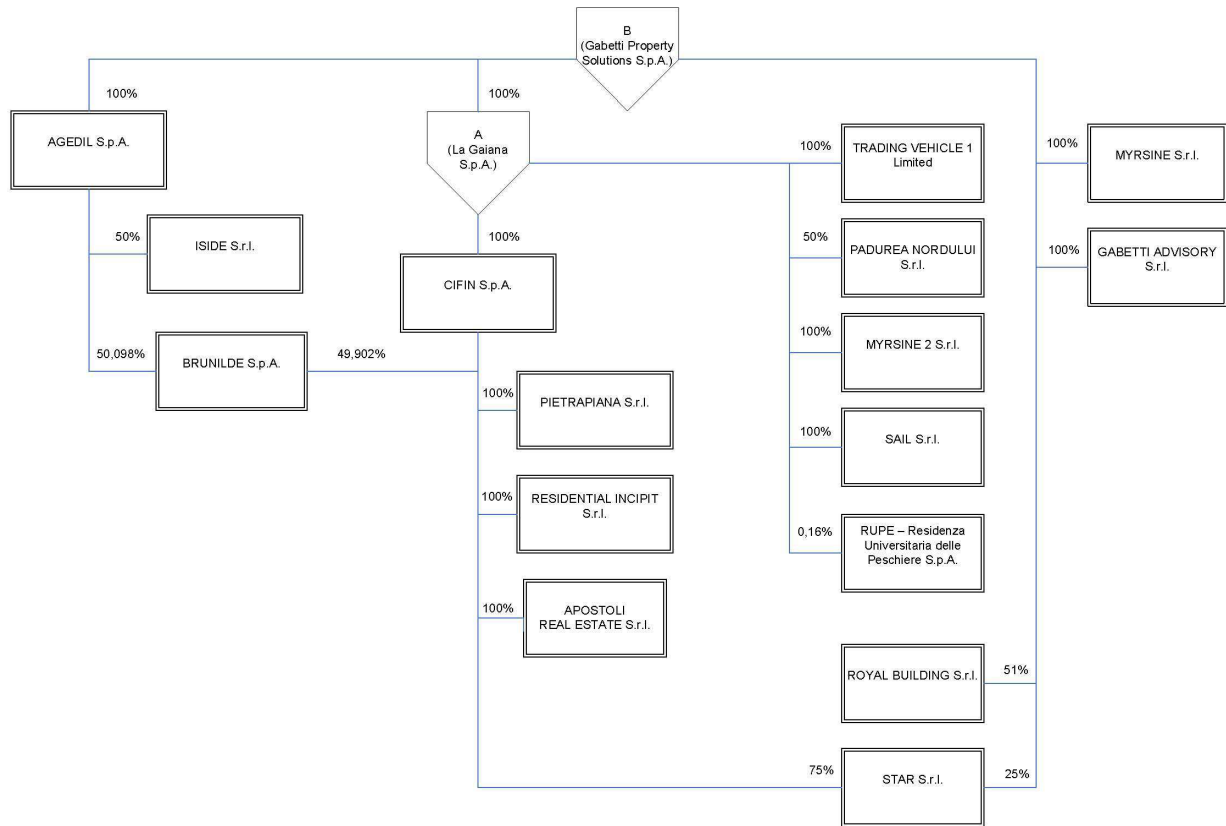 B
(Gabetti Property
Solutions S.p.A.)
100%
100%
AGEDIL S.p.A.
A
(La Gaiana
S.p.A.)
100%
TRADING VEHICLE 1
Limited
100%
MYRSINE S.r.l.
50%
ISIDE S.r.l.
100%
50%
PADUREA NORDULUI
S.r.l.
100%
GABETTI ADVISORY
S.r.l.
CIFIN S.p.A.
50,098%
BRUNILDE S.p.A.
49,902%
100%
MYRSINE 2 S.r.l.
100%
PIETRAPIANA S.r.l.
100%
SAIL S.r.l.
100%
RESIDENTIAL INCIPIT
S.r.l.
0,16%
RUPE – Residenza
Universitaria delle
Peschiere S.p.A.
100%
APOSTOLI
REAL ESTATE S.r.l.
ROYAL BUILDING S.r.l.
51%
75%
STAR S.r.l.
25%